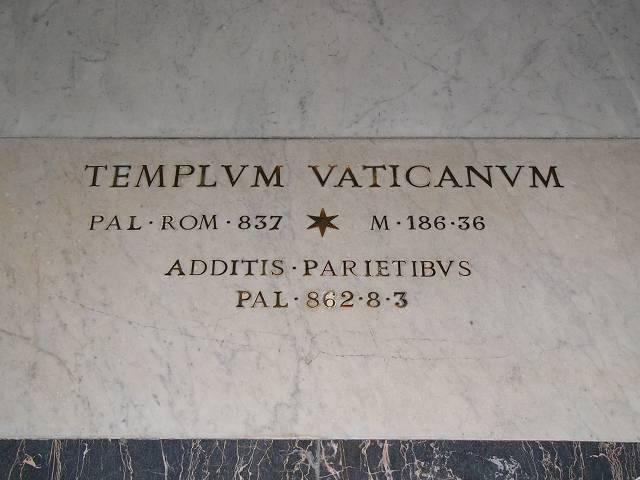 TEMPLVM VATICANVM
PAL·ROM·837 ★ M·186·36
ADDITIS·PARIETIBVS
PAL·862·8·3